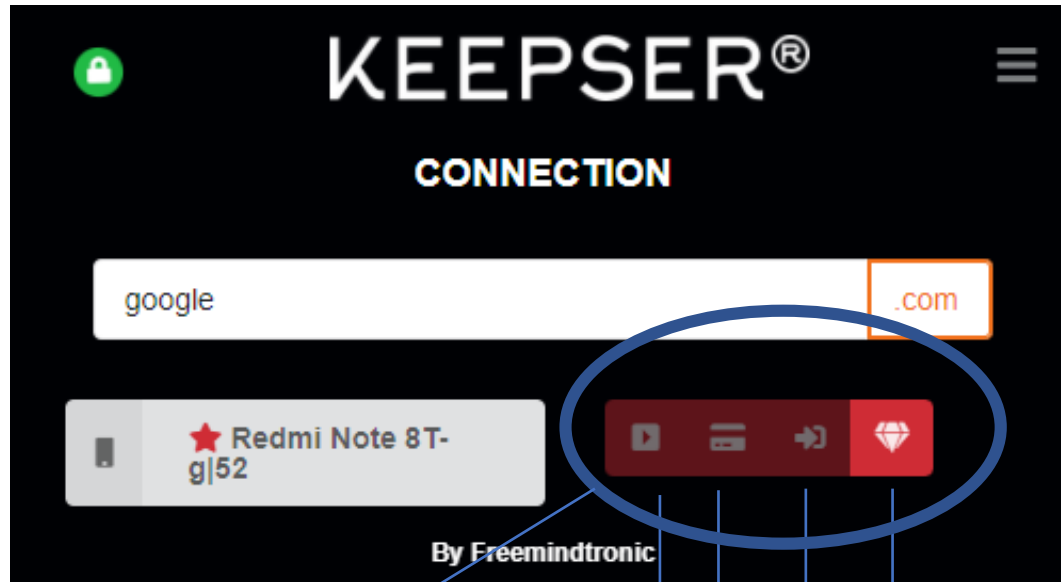 KEEPSER®
CONNECTION
google
.com
Redmi Note 8T-
g|52
By Freemindtronic